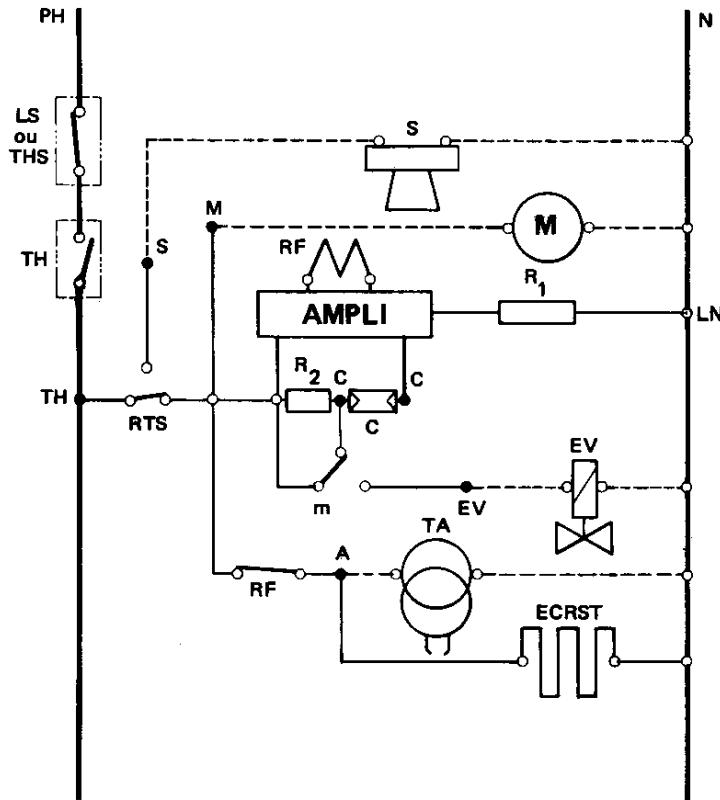 PH
N
LS
ou
THS
S
M
S
M
TH
RF
R1
AMPLI
LN
R2
C
C
TH
RTS
C
EV
m
EV
TA
A
RF
ECRST